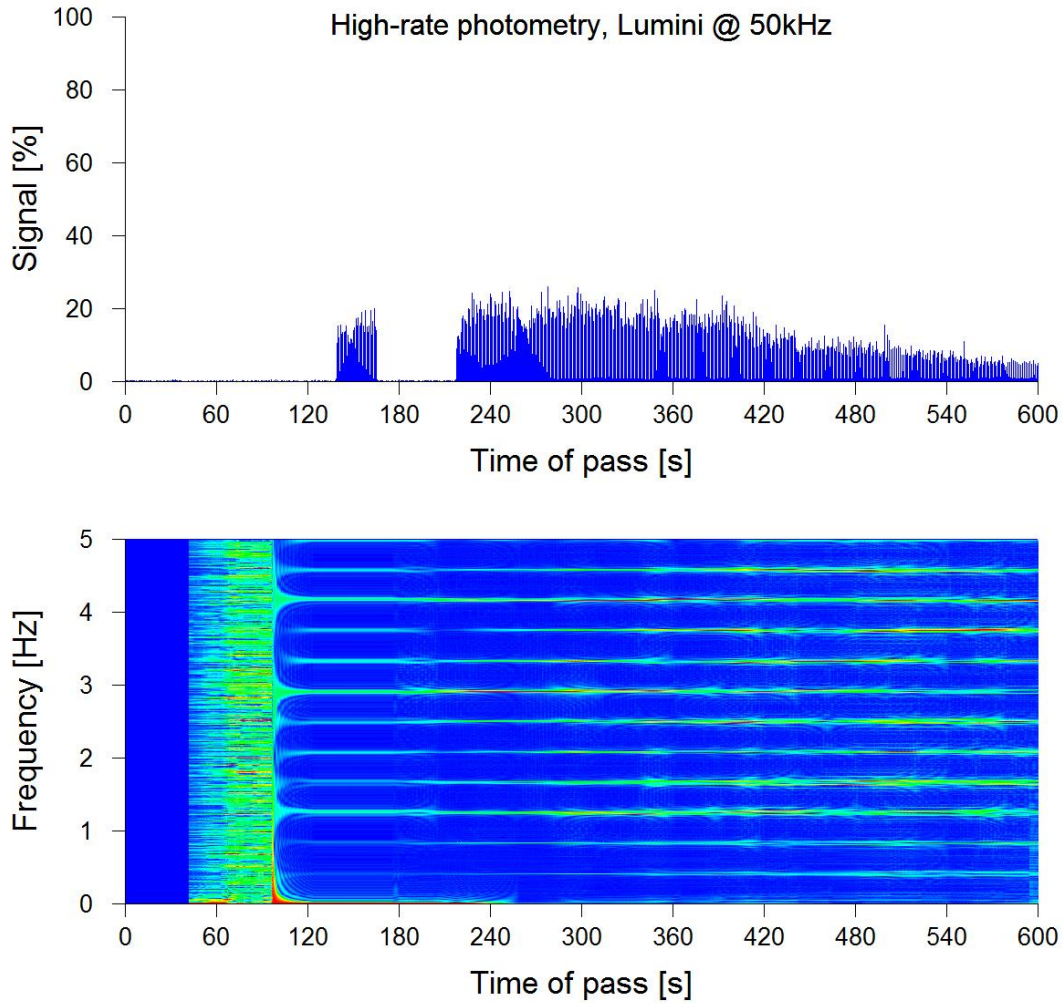 High-rate photometry, Lumini @ 50kHz
100
80
60
40
20
0
Signal [%]
0 60 120 180 240 300 360 420 480 540 600
Time of pass [s]
5
4
3
2
1
0
Frequency [Hz]
0 60 120 180 240 300 360 420 480 540 600
Time of pass [s]